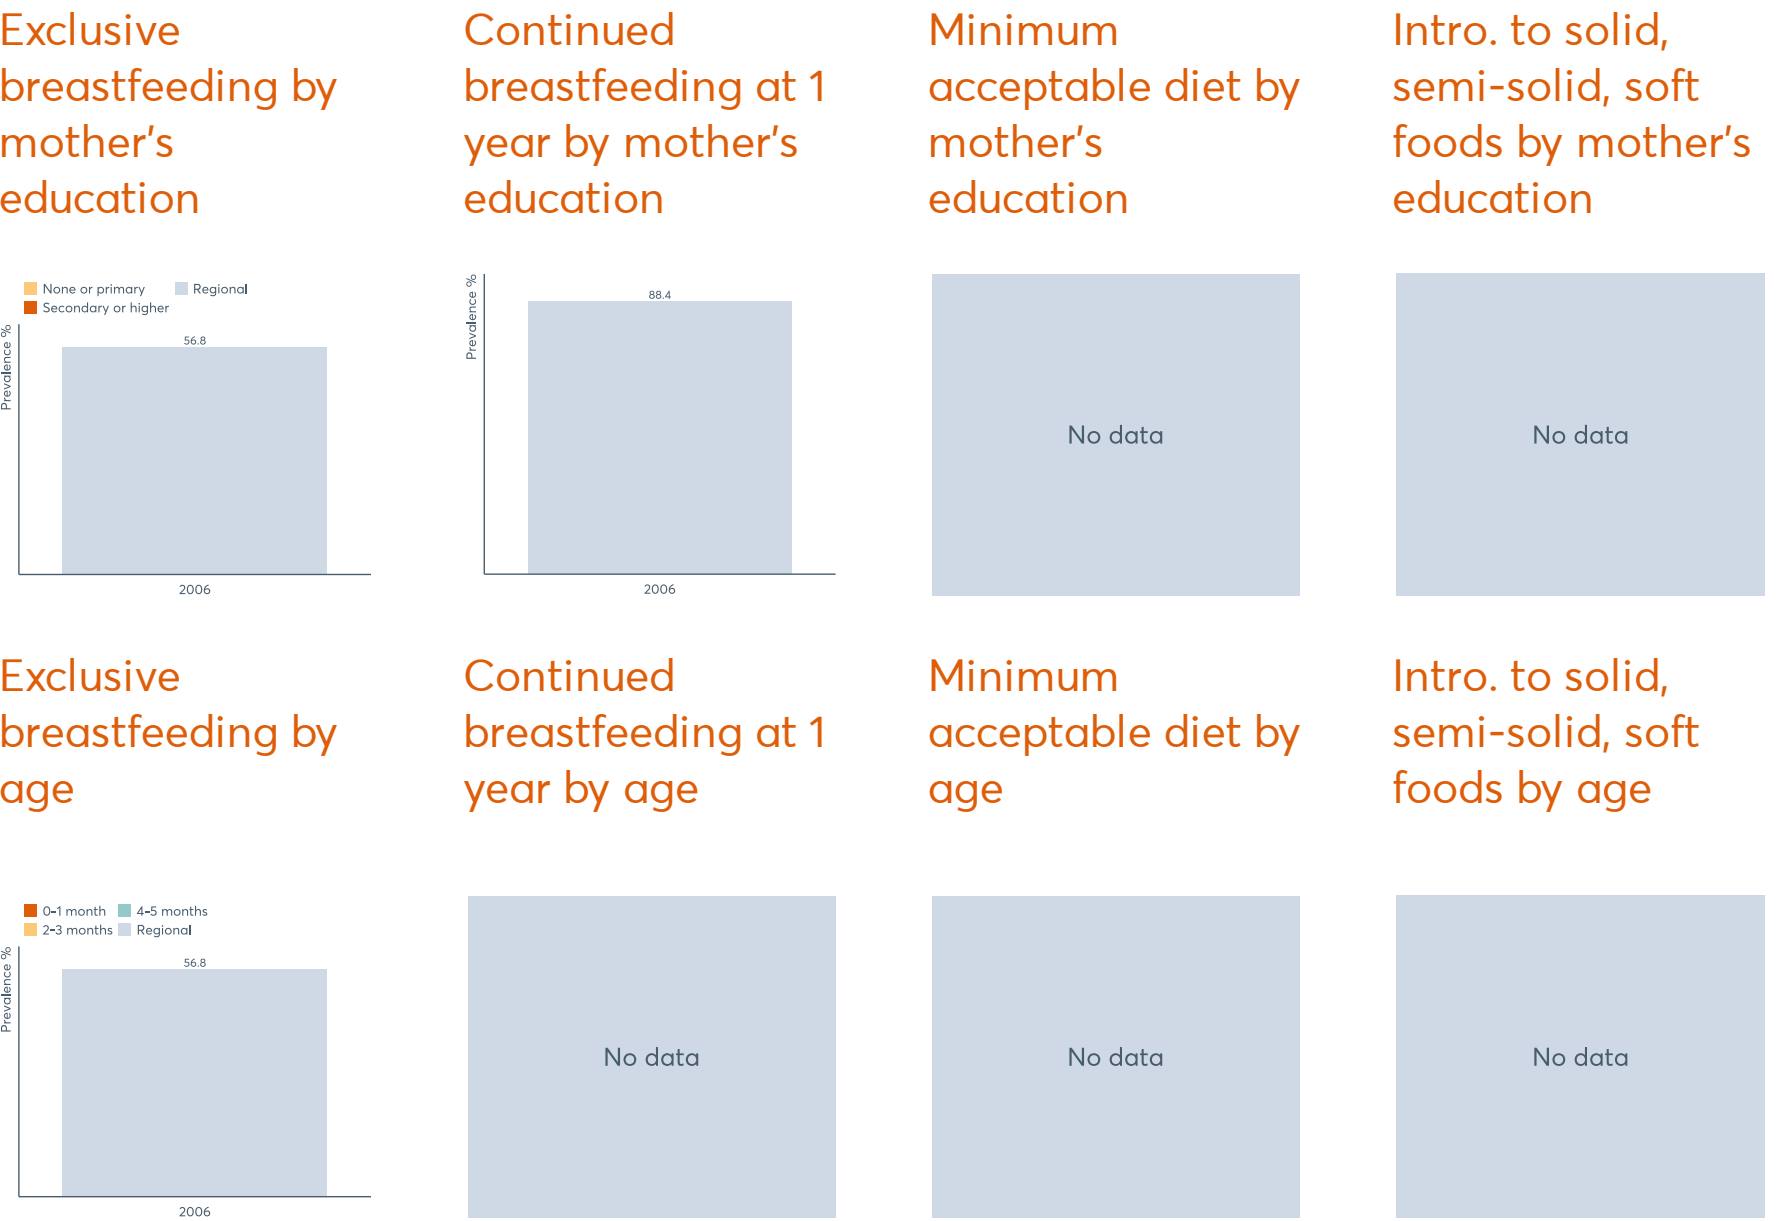 Exclusive
breastfeeding by
mother's
education
Continued
breastfeeding at 1
year by mother's
education
Minimum
acceptable diet by
mother's
education
Intro. to solid,
semi-solid, soft
foods by mother's
education
None or primary
Regional
Secondary or higher
Prevalence %
56.8
2006
Prevalence %
88.4
2006
No data
No data
Exclusive
breastfeeding by
age
Continued
breastfeeding at 1
year by age
Minimum
acceptable diet by
age
Intro. to solid,
semi-solid, soft
foods by age
0-1 month
4-5 months
2-3 months
Regional
Prevalence %
56.8
2006
No data
No data
No data